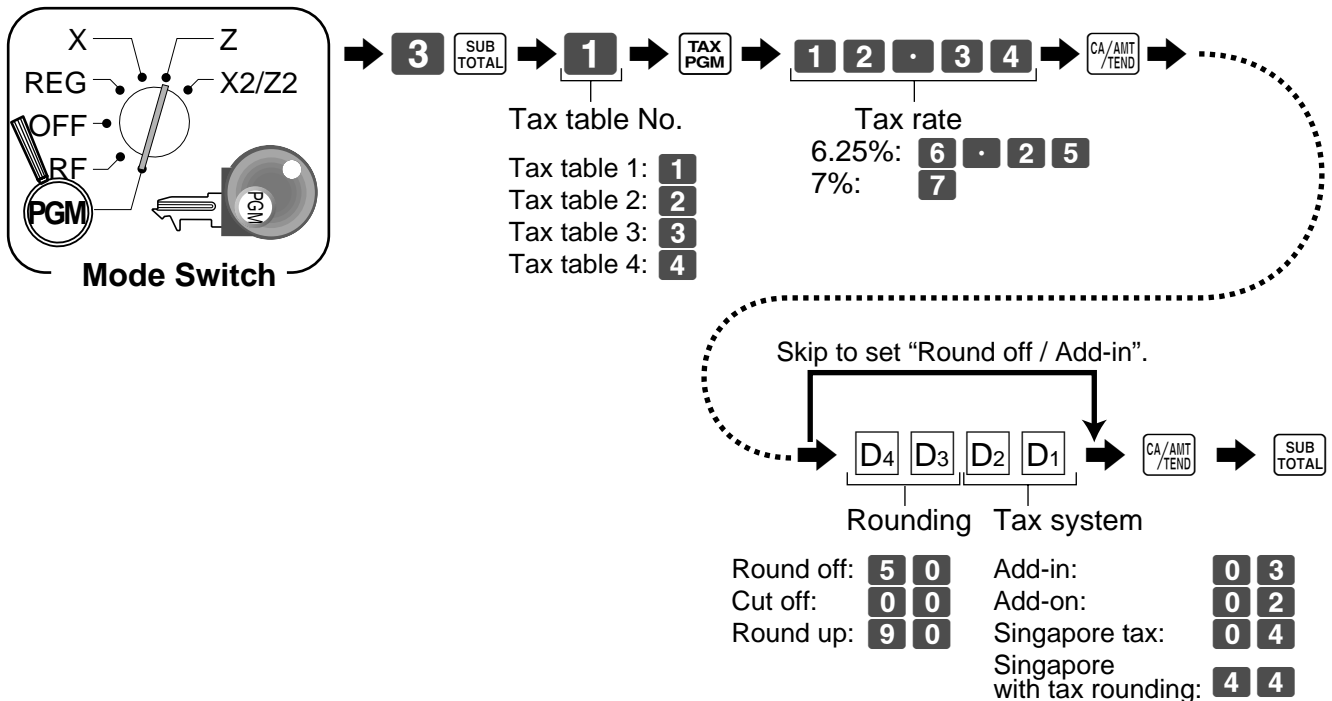 X Z
REG X2/Z2
OFF
RF
PGM PGM
Mode Switch
3 SUB TOTAL 1 TAX PGM 1 2 · 3 4 CA/AMT /TEND
Tax table No.
Tax table 1: 1
Tax table 2: 2
Tax table 3: 3
Tax table 4: 4
Tax rate
6.25%: 6 · 2 5
7%: 7
Skip to set “Round off / Add-in”.
D4 D3 D2 D1 CA/AMT /TEND SUB TOTAL
Rounding Tax system
Round off: 5 0
Cut off: 0 0
Round up: 9 0
Add-in: 0 3
Add-on: 0 2
Singapore tax: 0 4
Singapore
with tax rounding: 4 4